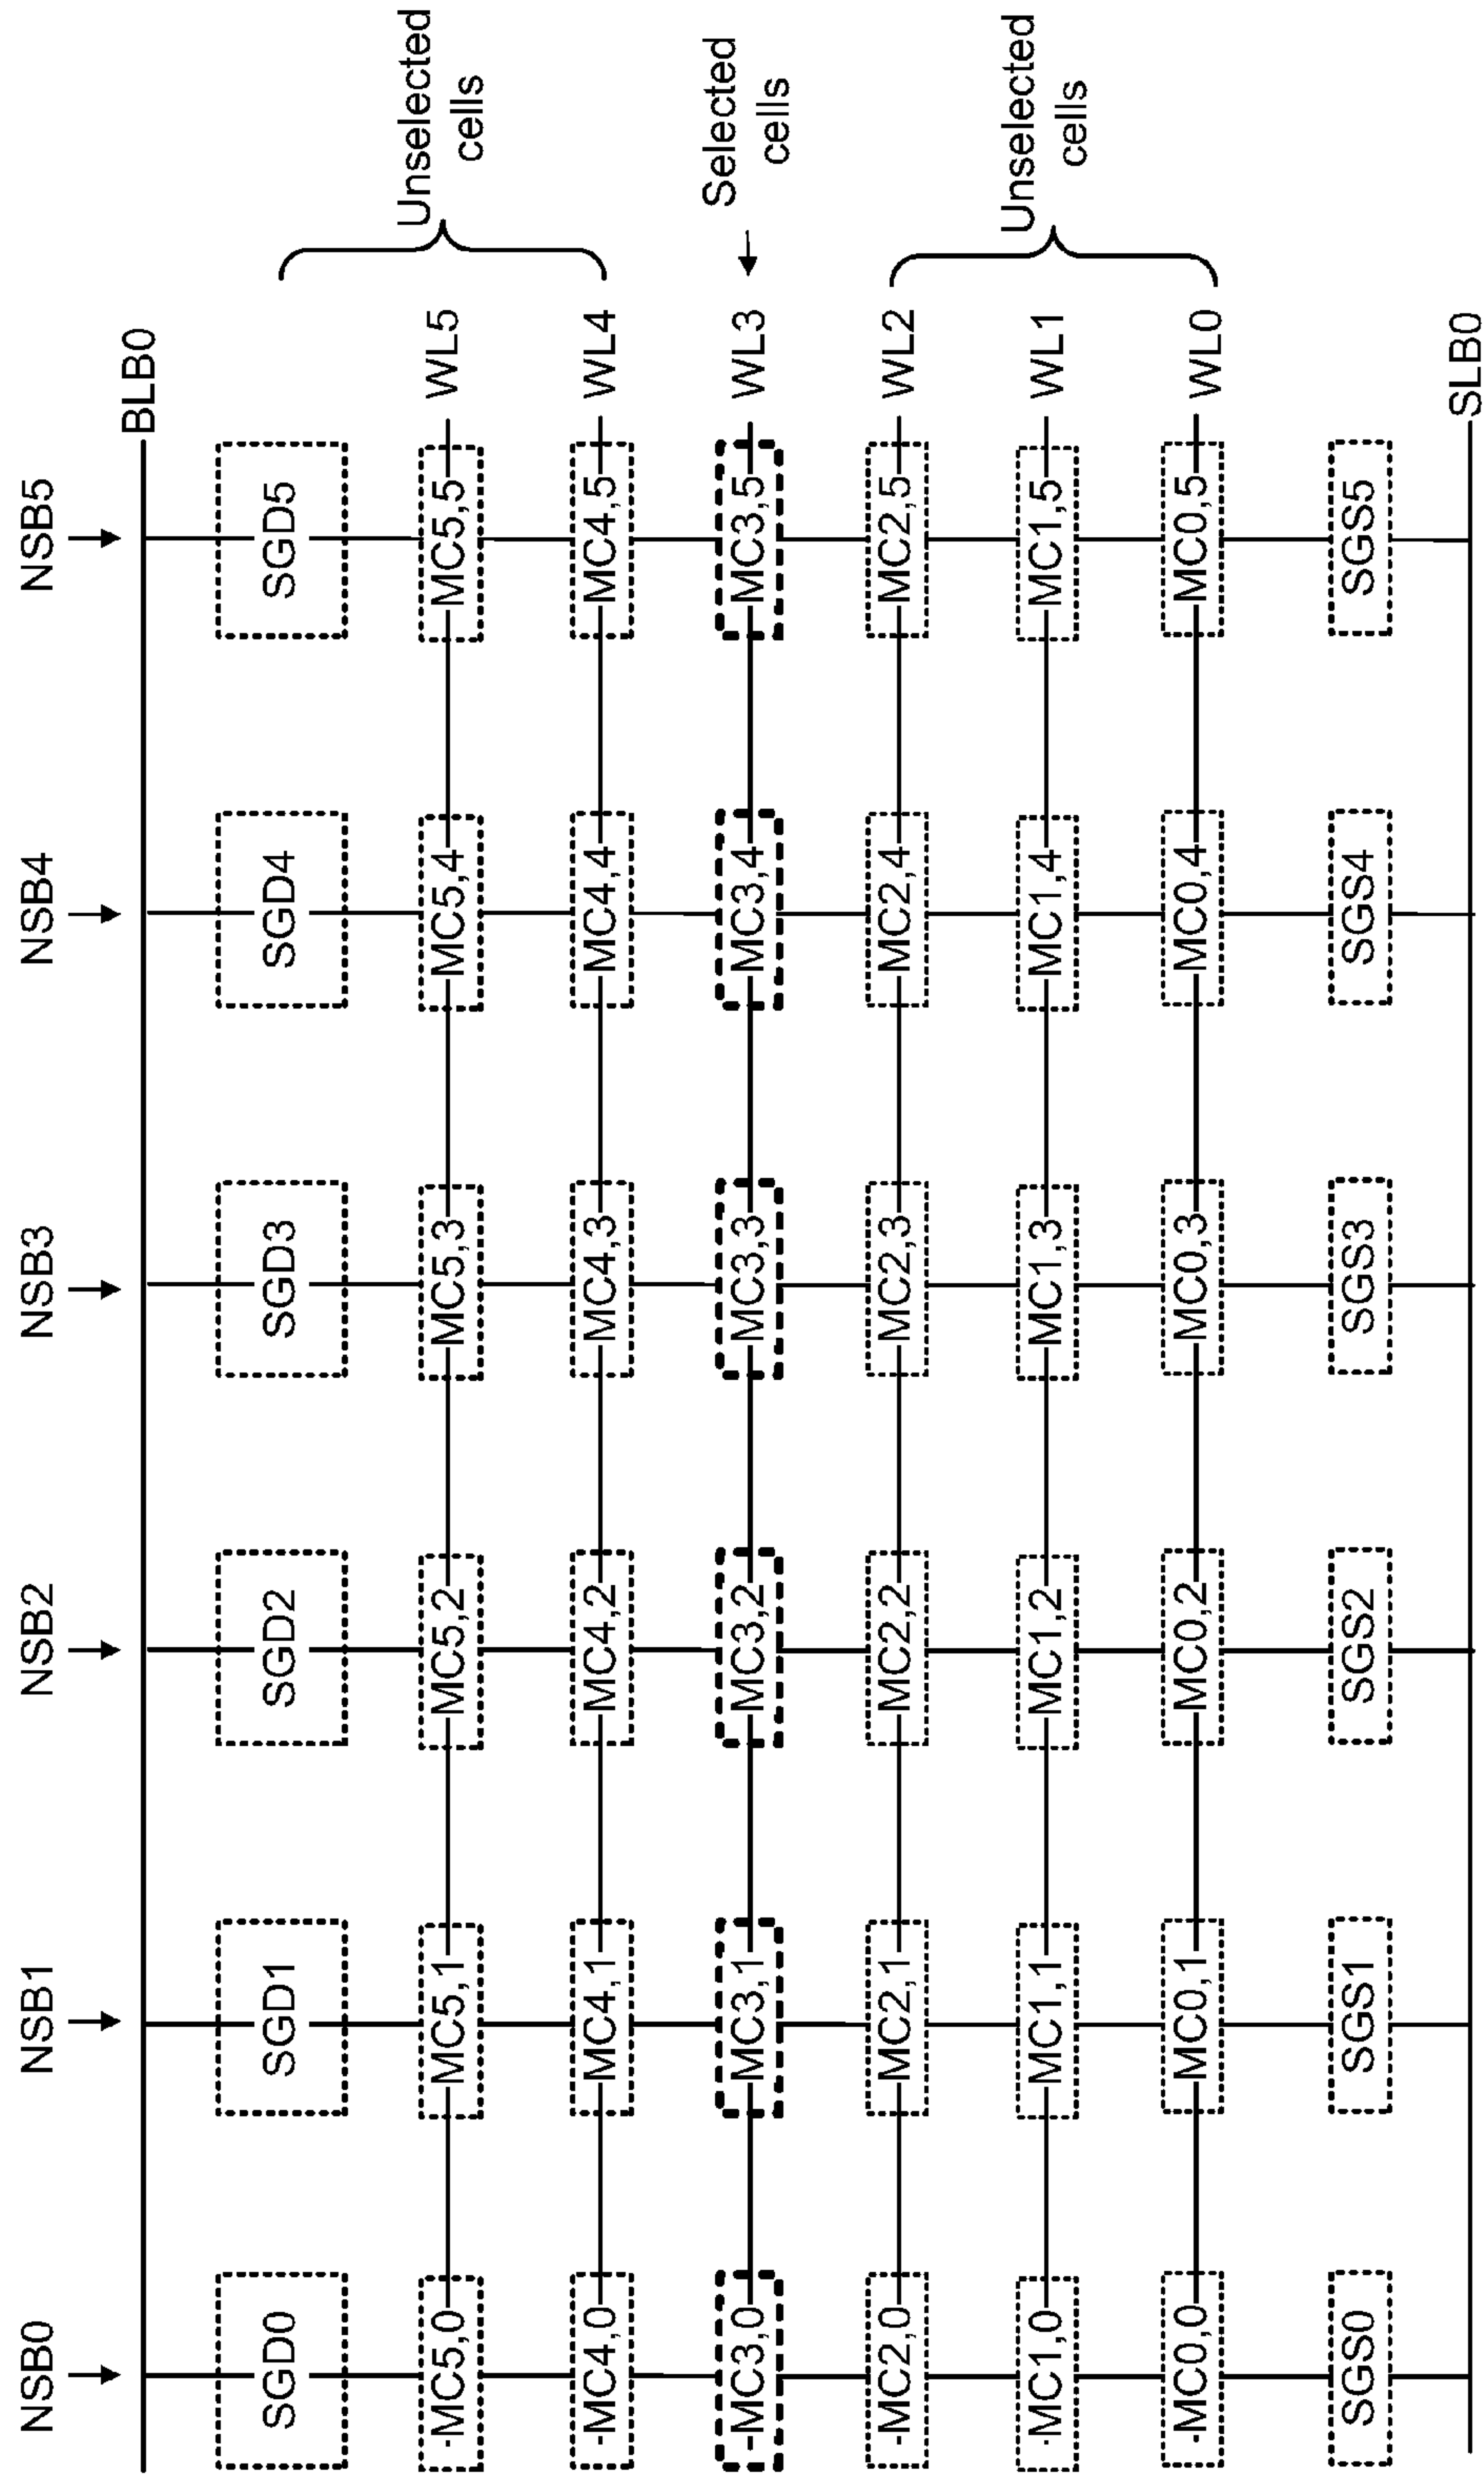 NSB0 NSB1 NSB2 NSB3 NSB4 NSB5
BLB0
SGD0 SGD1 SGD2 SGD3 SGD4 SGD5
Unselected
cells
MC5,0 MC5,1 MC5,2 MC5,3 MC5,4 MC5,5 WL5
MC4,0 MC4,1 MC4,2 MC4,3 MC4,4 MC4,5 WL4
MC3,0 MC3,1 MC3,2 MC3,3 MC3,4 MC3,5 WL3
Selected
cells
MC2,0 MC2,1 MC2,2 MC2,3 MC2,4 MC2,5 WL2
Unselected
cells
MC1,0 MC1,1 MC1,2 MC1,3 MC1,4 MC1,5 WL1
MC0,0 MC0,1 MC0,2 MC0,3 MC0,4 MC0,5 WL0
SGS0 SGS1 SGS2 SGS3 SGS4 SGS5
SLB0